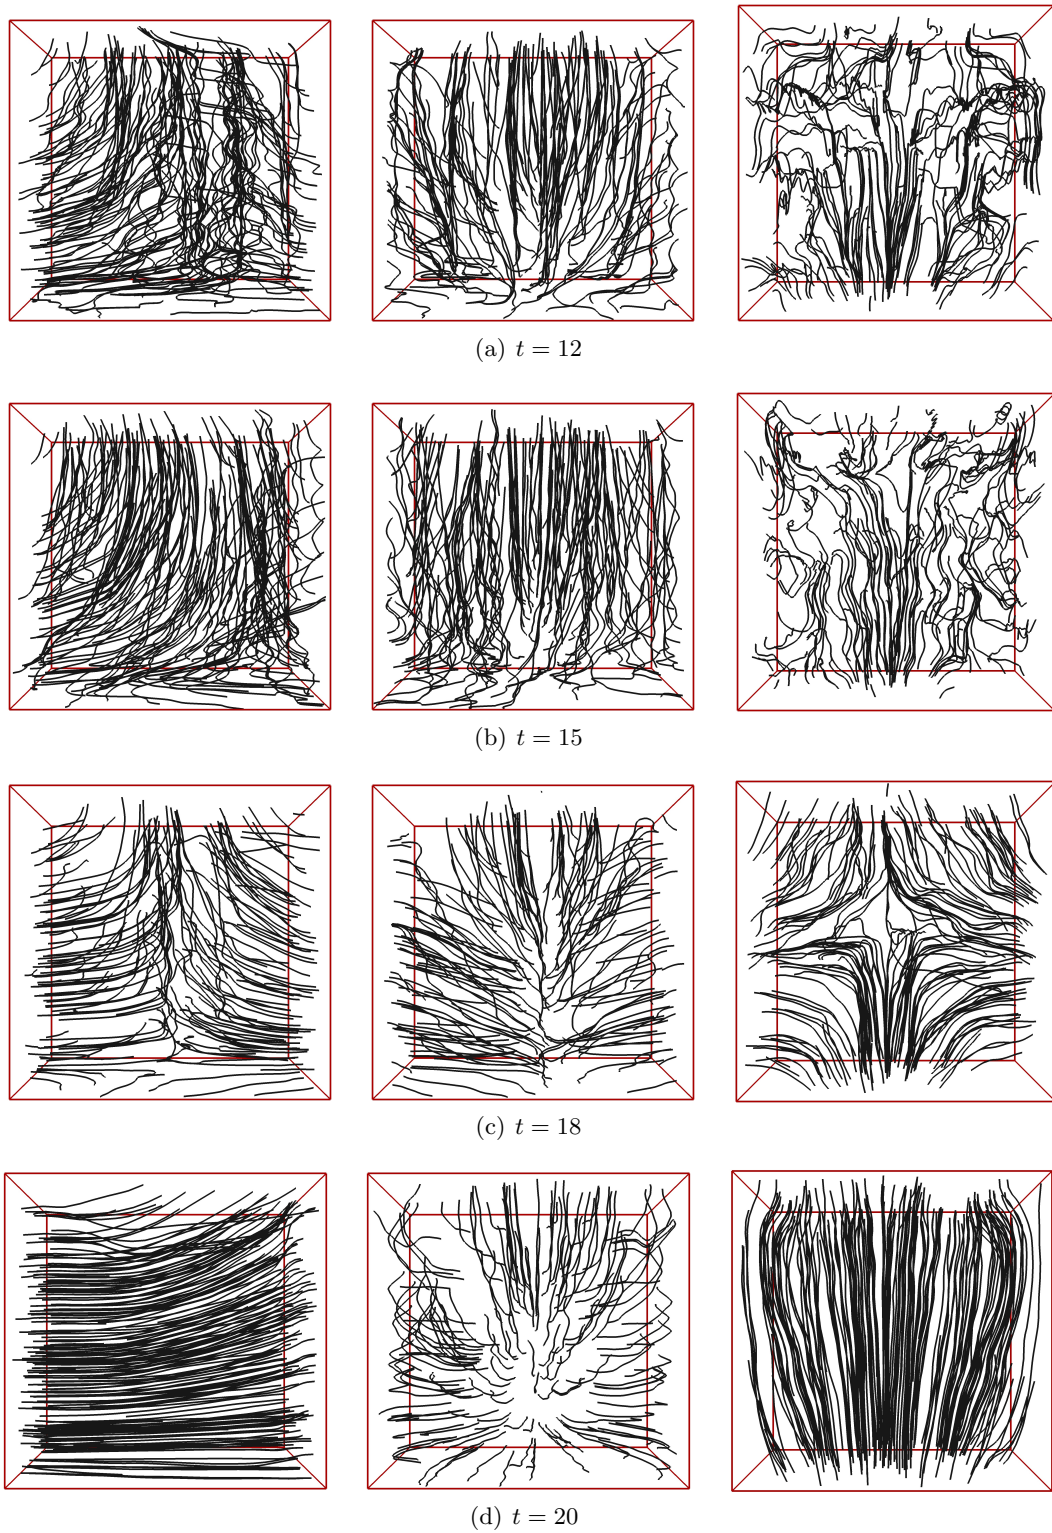 (a) t = 12
(b) t = 15
(c) t = 18
(d) t = 20